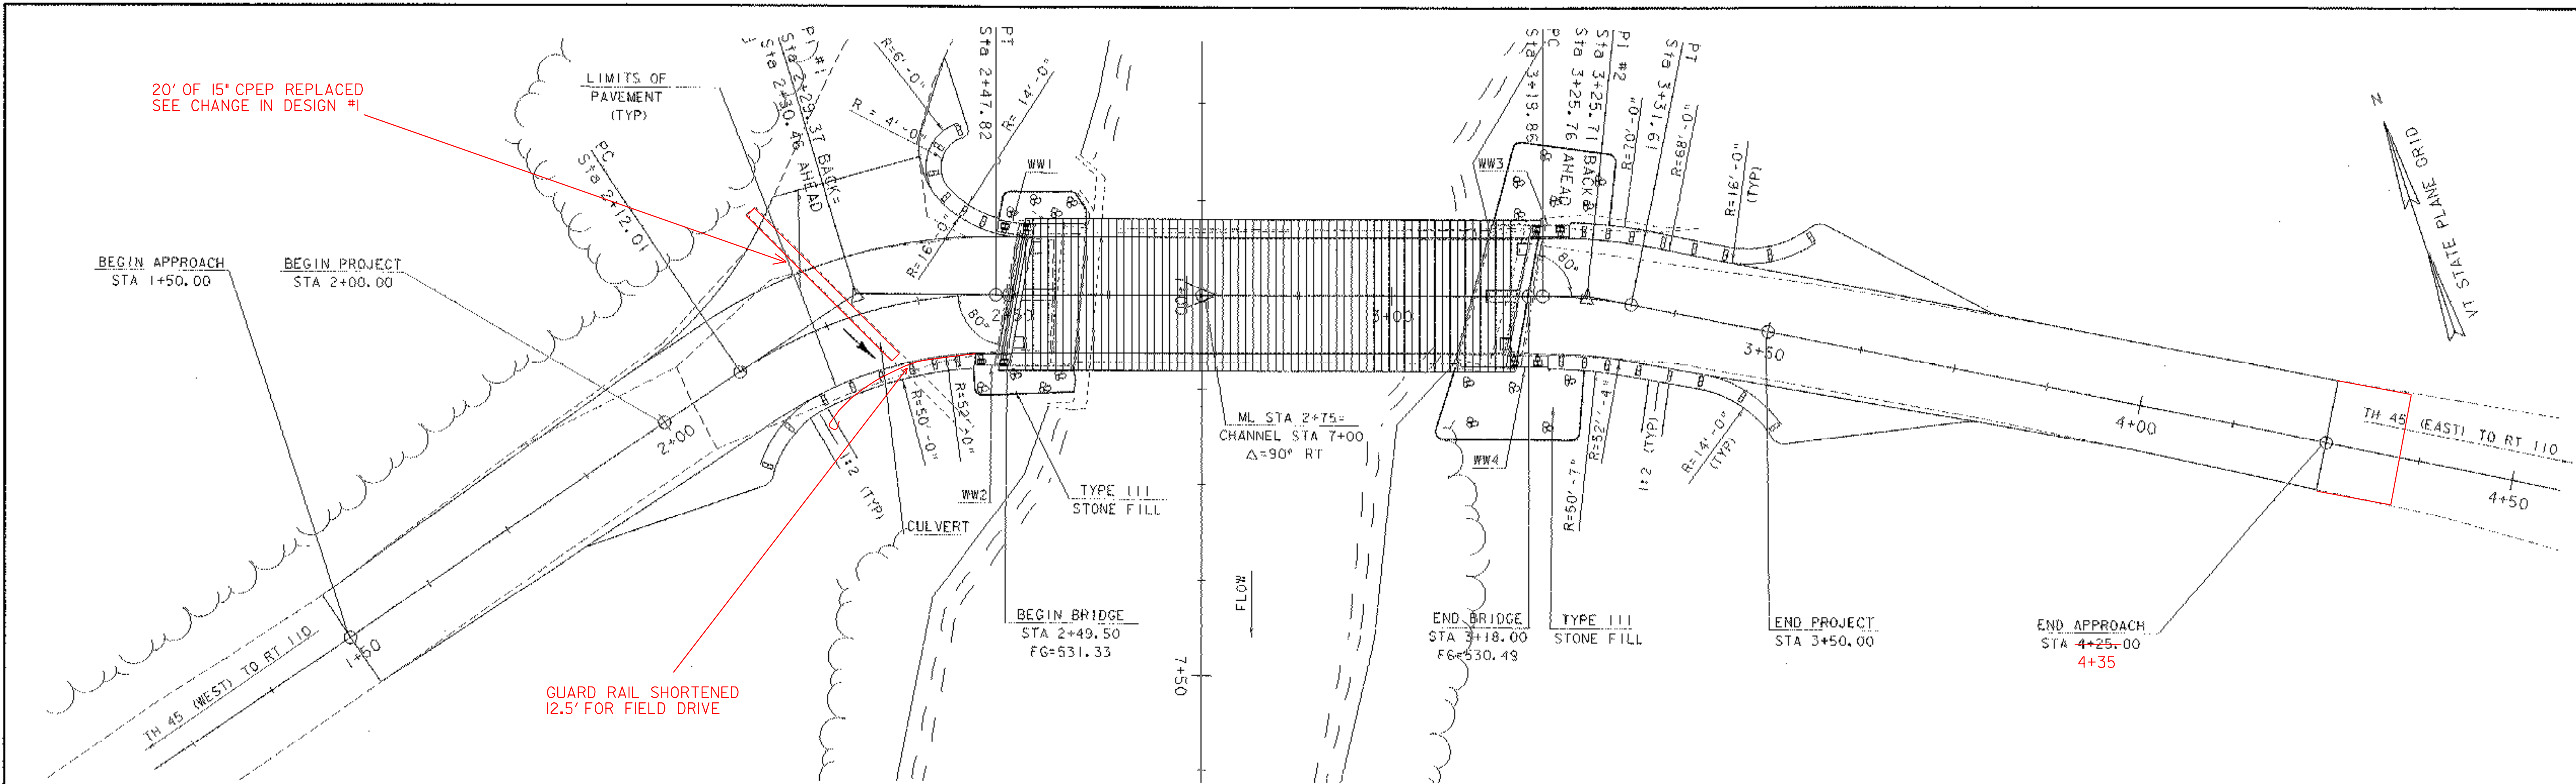 20' OF 15" CPEP REPLACED
SEE CHANGE IN DESIGN #1
LIMITS OF
PAVEMENT
(TYP)
PI #1
Sta 2+29.37 BACK=
Sta 2+30.46 AHEAD
PC
Sta 2+12.01
R=6'-0"
R = 4'-0"
R= 14'-0"
R= 16'-0"
PT
Sta 2+47.82
WW1
PC
Sta 3+19.86
PI #2
Sta 3+25.71 BACK=
Sta 3+25.76 AHEAD
PT
Sta 3+31.61
R=70'-0"
R=68'-0"
R=16'-0"
(TYP)
WW3
N
VT STATE PLANE GRID
BEGIN APPROACH
STA 1+50.00
BEGIN PROJECT
STA 2+00.00
80°
2+50
7+00
3+00
80°
3+50
2+00
R=50'-0"
R=52'-0"
1:2 (TYP)
WW2
CULVERT
TYPE III
STONE FILL
ML STA 2+75=
CHANNEL STA 7+00
Δ=90° RT
WW4
R=50'-7"
R=52'-4"
1:2 (TYP)
R=14'-0"
(TYP)
4+00
TH 45 (EAST) TO RT 110
4+50
1+50
TH 45 (WEST) TO RT 110
GUARD RAIL SHORTENED
12.5' FOR FIELD DRIVE
BEGIN BRIDGE
STA 2+49.50
FG=531.33
FLOW
7+50
END BRIDGE
STA 3+18.00
FG=530.49
TYPE III
STONE FILL
END PROJECT
STA 3+50.00
END APPROACH
STA 4+25.00
4+35